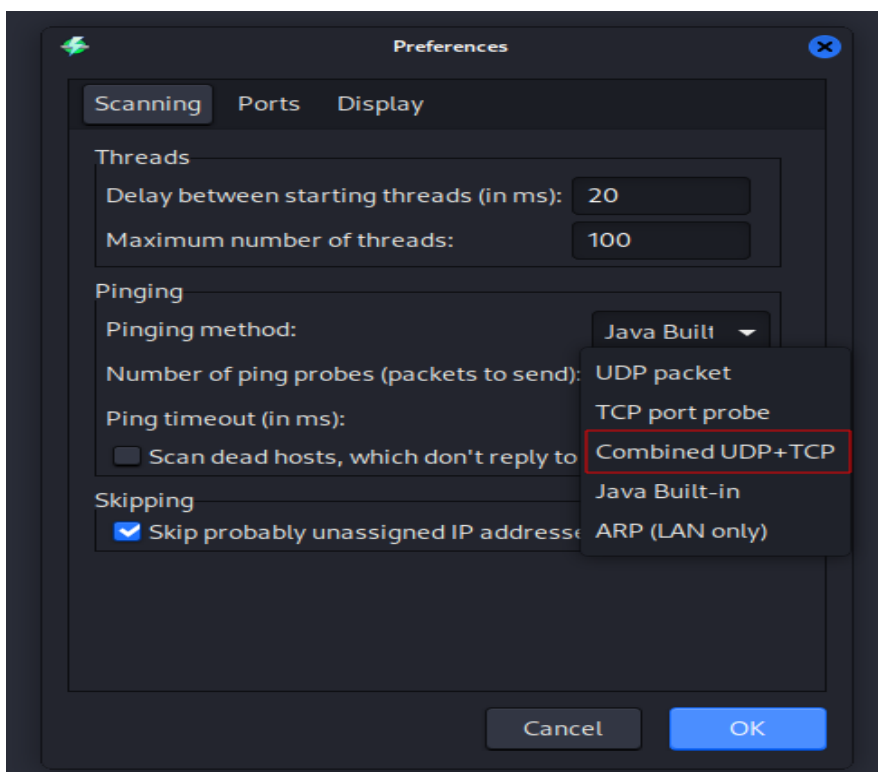 Preferences
Scanning Ports Display
Threads
Delay between starting threads (in ms): 20
Maximum number of threads: 100
Pinging
Pinging method: Java Built
Number of ping probes (packets to send): UDP packet
Ping timeout (in ms): TCP port probe
Scan dead hosts, which don't reply to Combined UDP+TCP
Java Built-in
Skipping
Skip probably unassigned IP addresse ARP (LAN only)
Cancel OK